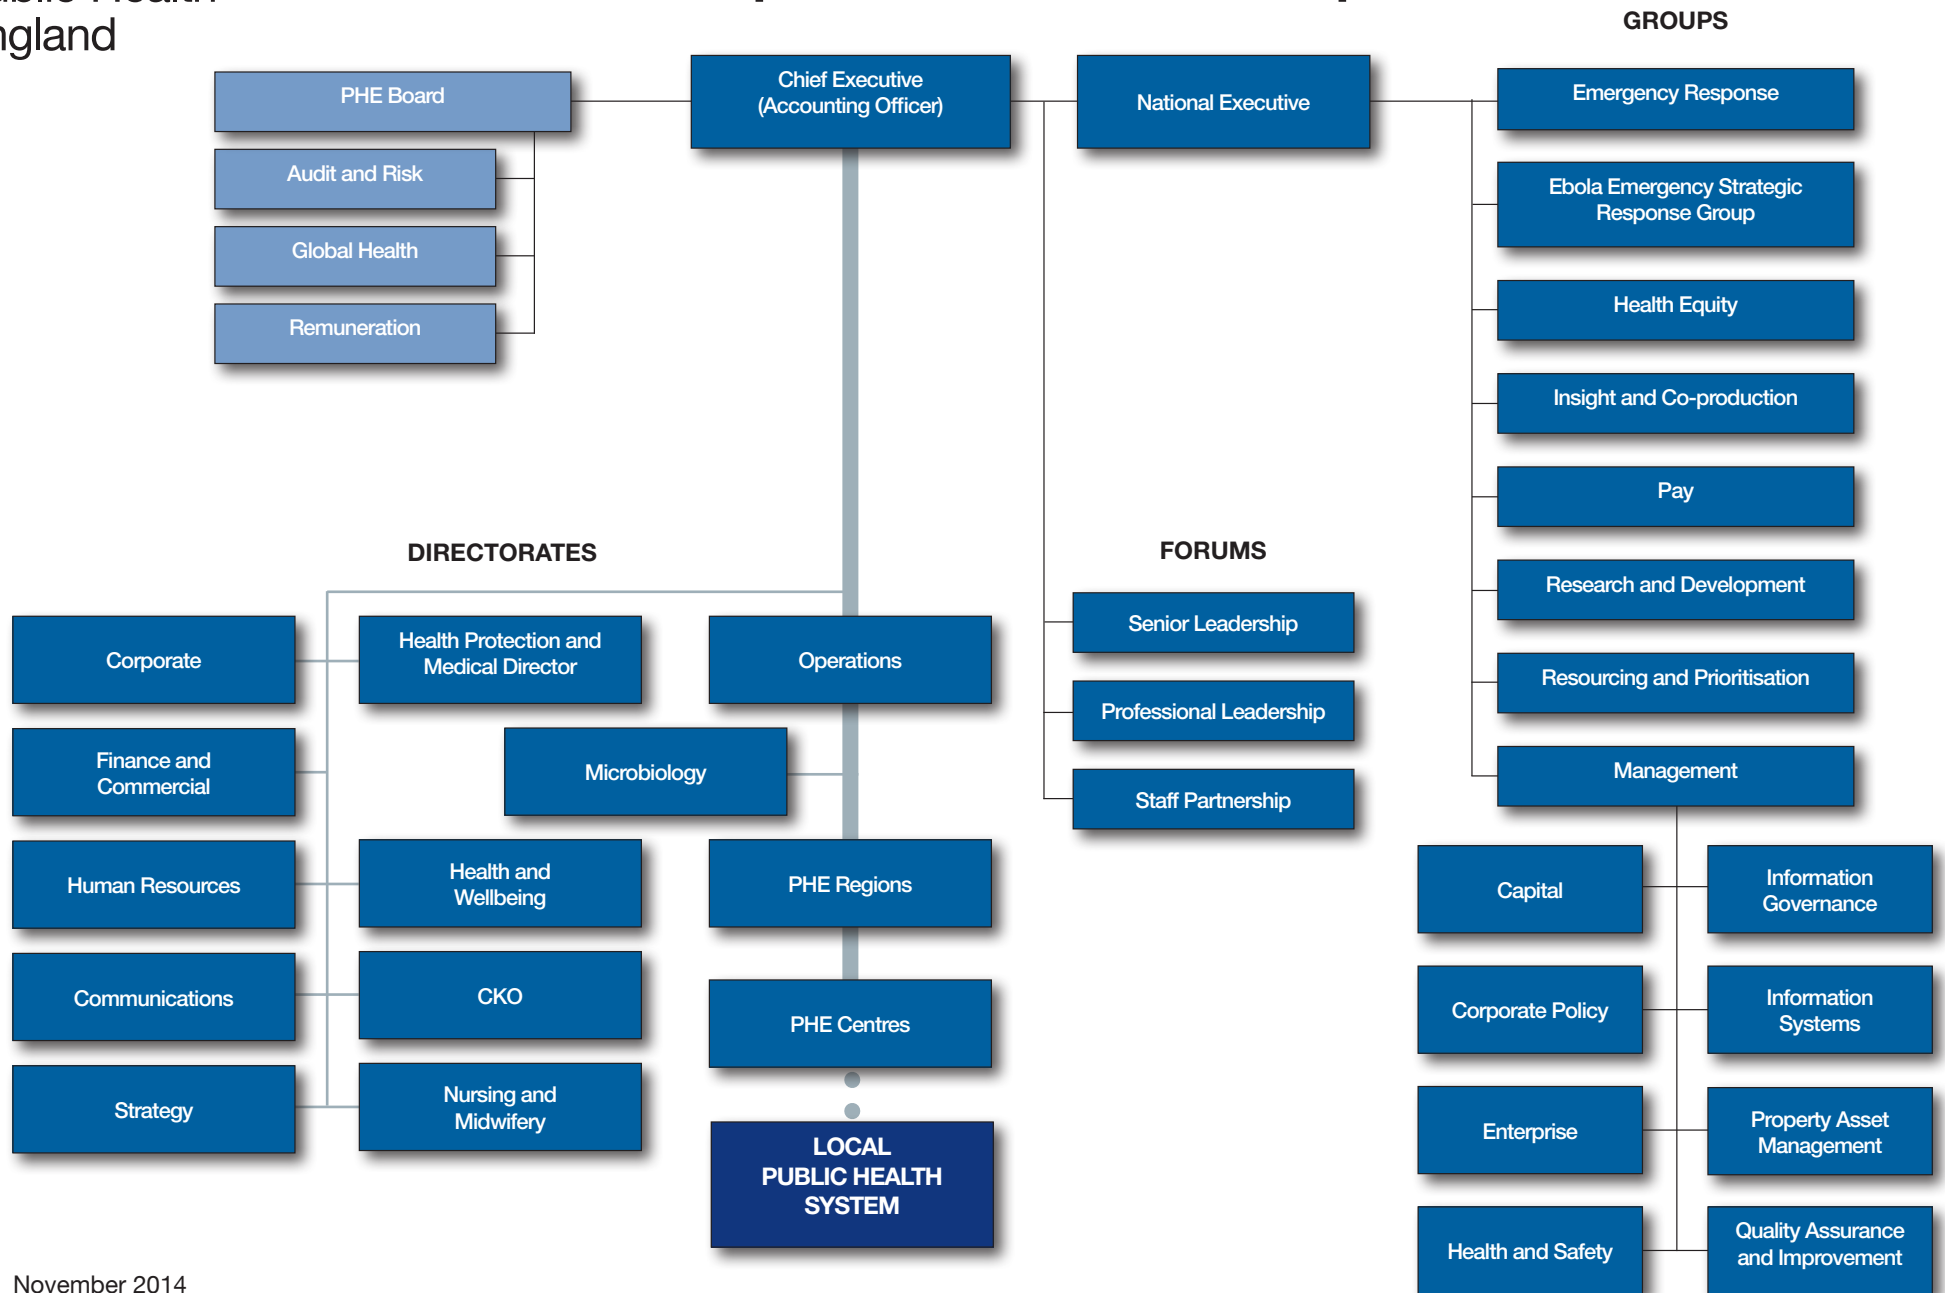 England
GROUPS
PHE Board
Audit and Risk
Global Health
Remuneration
Chief Executive
(Accounting Officer)
National Executive
Emergency Response
Ebola Emergency Strategic
Response Group
Health Equity
Insight and Co-production
Pay
Research and Development
Resourcing and Prioritisation
Management
DIRECTORATES
Corporate
Health Protection and
Medical Director
Operations
Finance and
Commercial
Microbiology
Human Resources
Health and
Wellbeing
PHE Regions
Communications
CKO
PHE Centres
Strategy
Nursing and
Midwifery
LOCAL
PUBLIC HEALTH
SYSTEM
FORUMS
Senior Leadership
Professional Leadership
Staff Partnership
Capital
Information
Governance
Corporate Policy
Information
Systems
Enterprise
Property Asset
Management
Health and Safety
Quality Assurance
and Improvement
November 2014